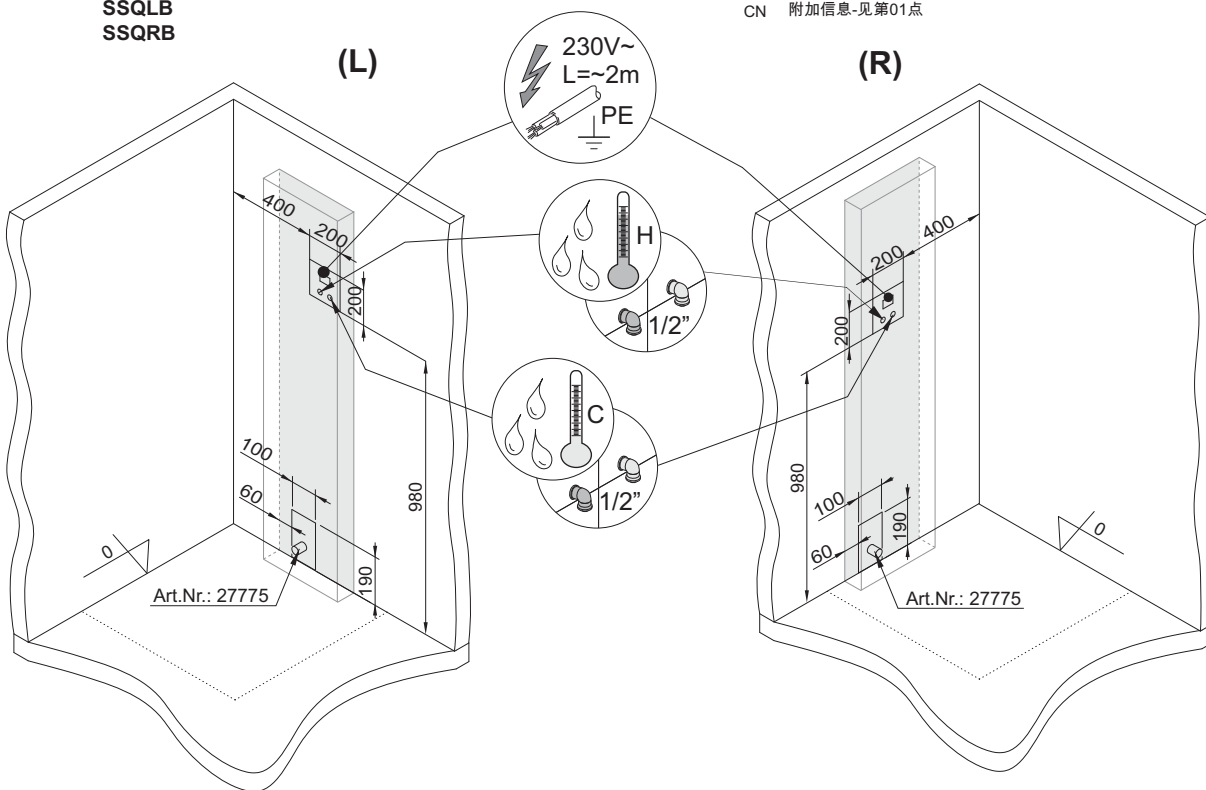 SSQLB
SSQRB
CN 附加信息-见第01点
(L)
(R)
230V~
L=~2m
PE
400
200
200
H
1/2”
C
1/2”
980
100
60
190
0
Art.Nr.: 27775
400
200
200
980
100
60
190
0
Art.Nr.: 27775